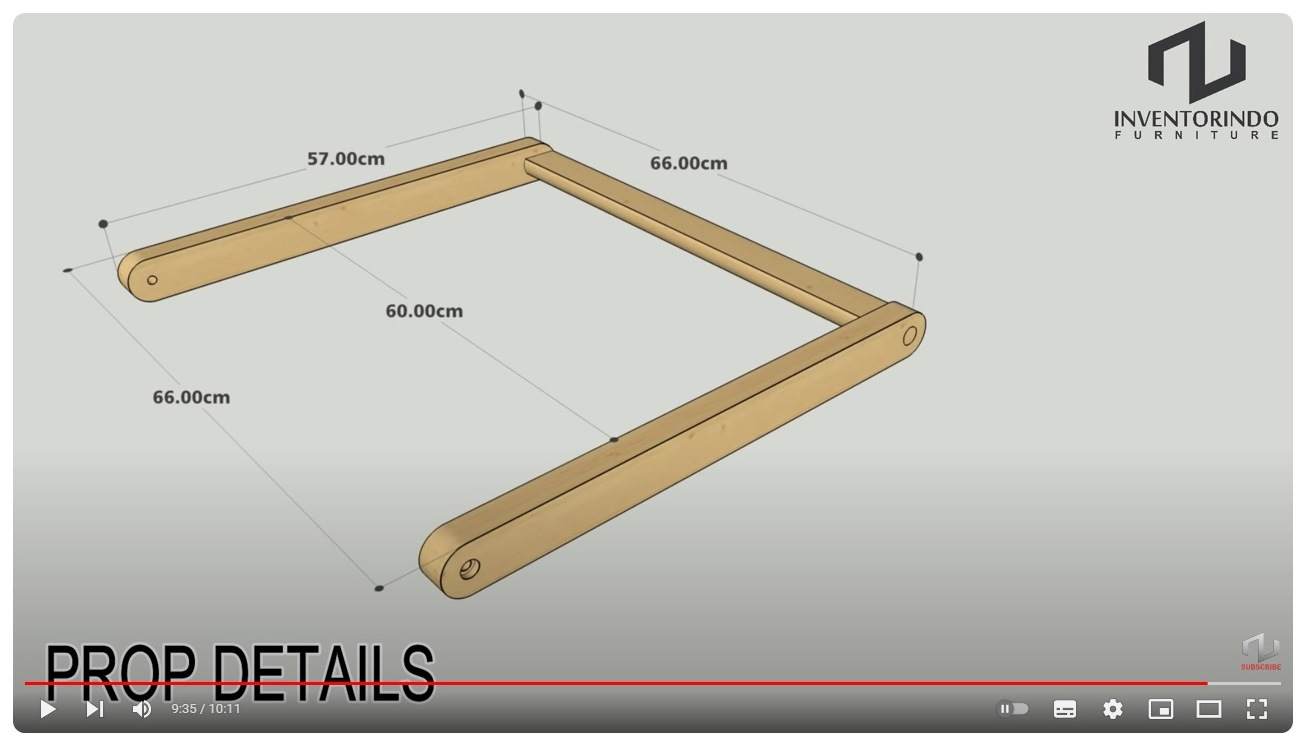 INVENTORINDO
FURNITURE
57.00cm
66.00cm
60.00cm
66.00cm
PROP DETAILS
SUBSCRIBE
9:35 / 10:11